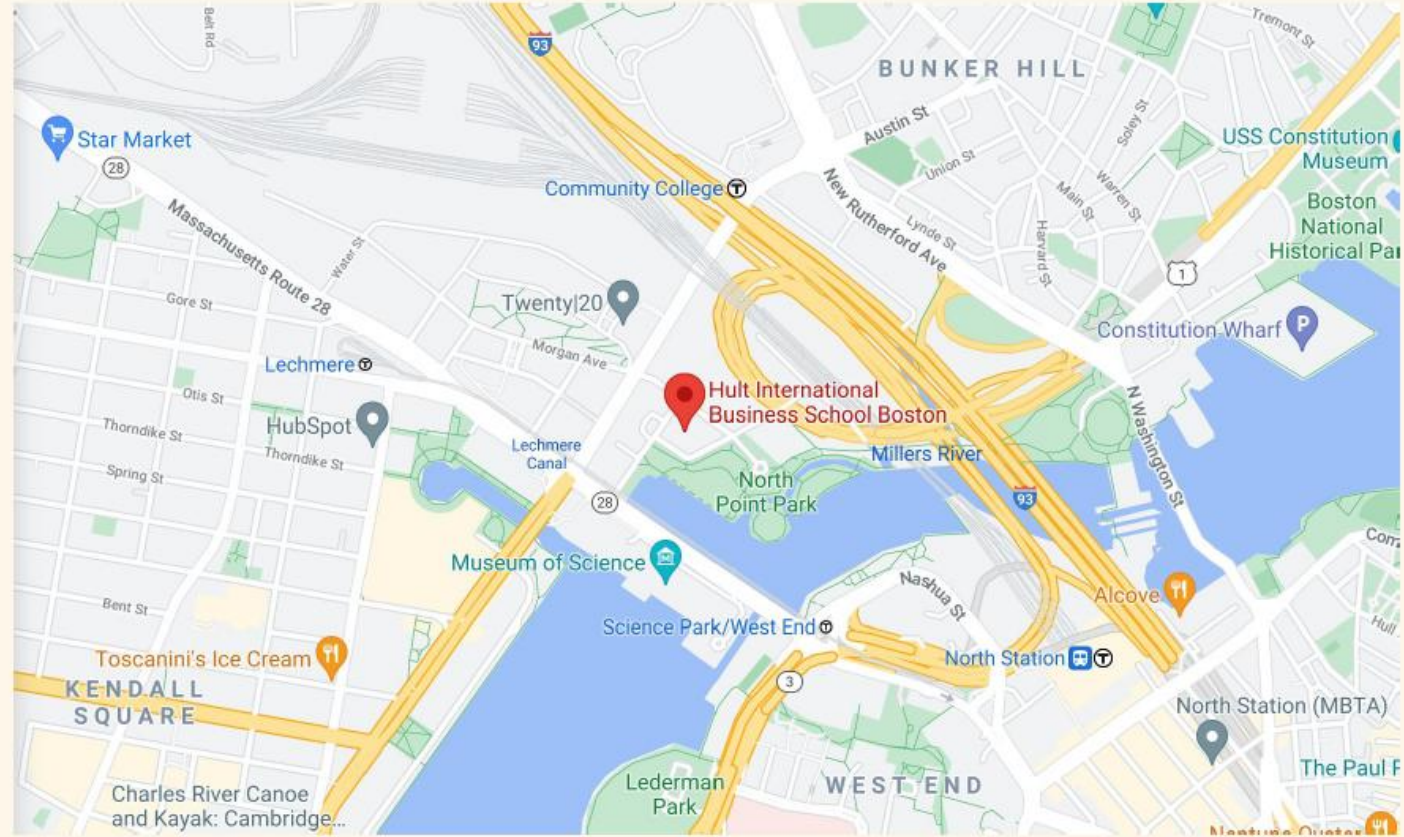 Belt Rd
93
BUNKER HILL
Tremont St
Star Market
28
Austin St
Soley St
USS Constitution
Museum
Union St
Community College
T
Main St
Warren St
Boston
National
Historical Par
Massachusetts Route 28
New Rutherford Ave
Lynde St
Harvard St
Water St
1
Gore St
Twenty|20
Constitution Wharf
P
Lechmere
T
Morgan Ave
Otis St
Hult International
Business School Boston
N Washington St
HubSpot
Thorndike St
Thorndike St
Lechmere
Canal
Millers River
Spring St
North
Point Park
28
93
Museum of Science
Nashua St
Alcove
Bent St
Science Park/West End
T
Hull
Toscanini's Ice Cream
North Station
T
KENDALL
SQUARE
3
North Station (MBTA)
Lederman
Park
WEST END
The Paul
Charles River Canoe
and Kayak: Cambridge...